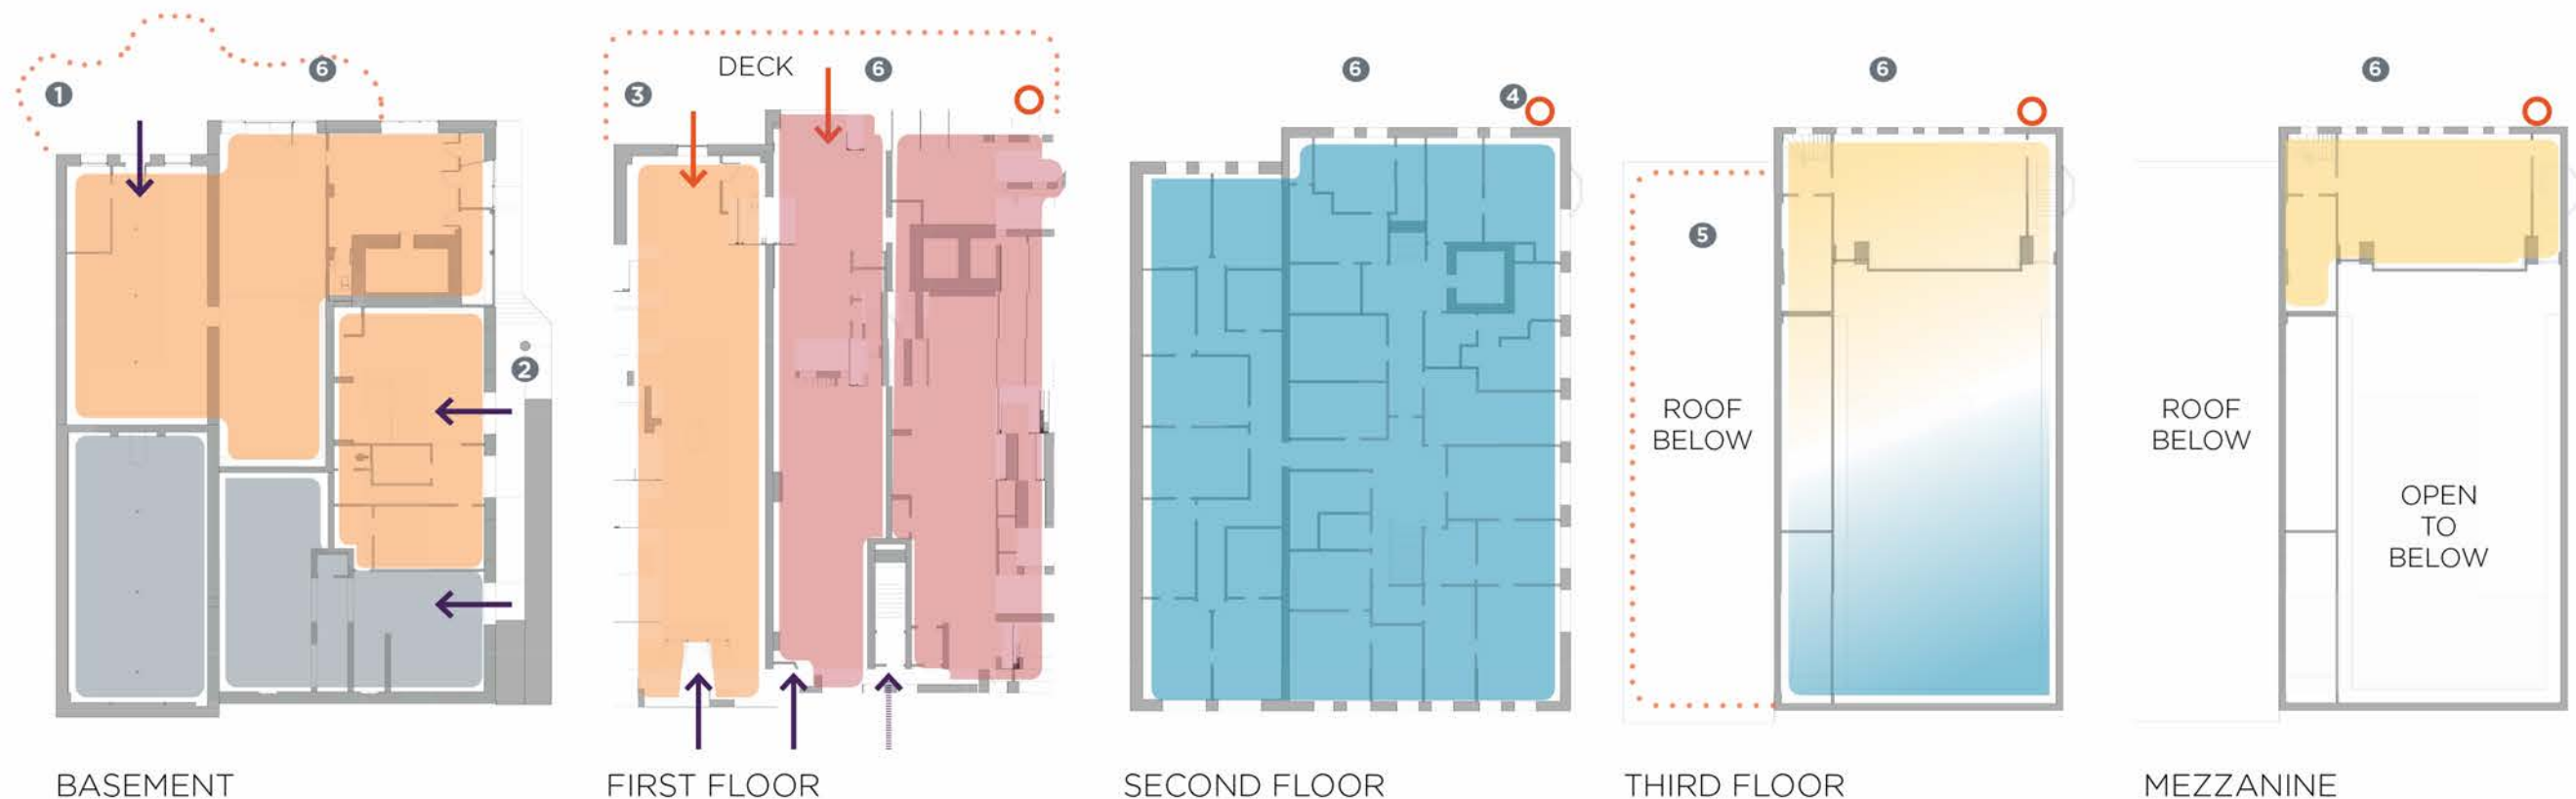 1
6
2
BASEMENT
DECK
3
6
FIRST FLOOR
6
4
SECOND FLOOR
6
5
ROOF
BELOW
THIRD FLOOR
6
ROOF
BELOW
OPEN
TO
BELOW
MEZZANINE